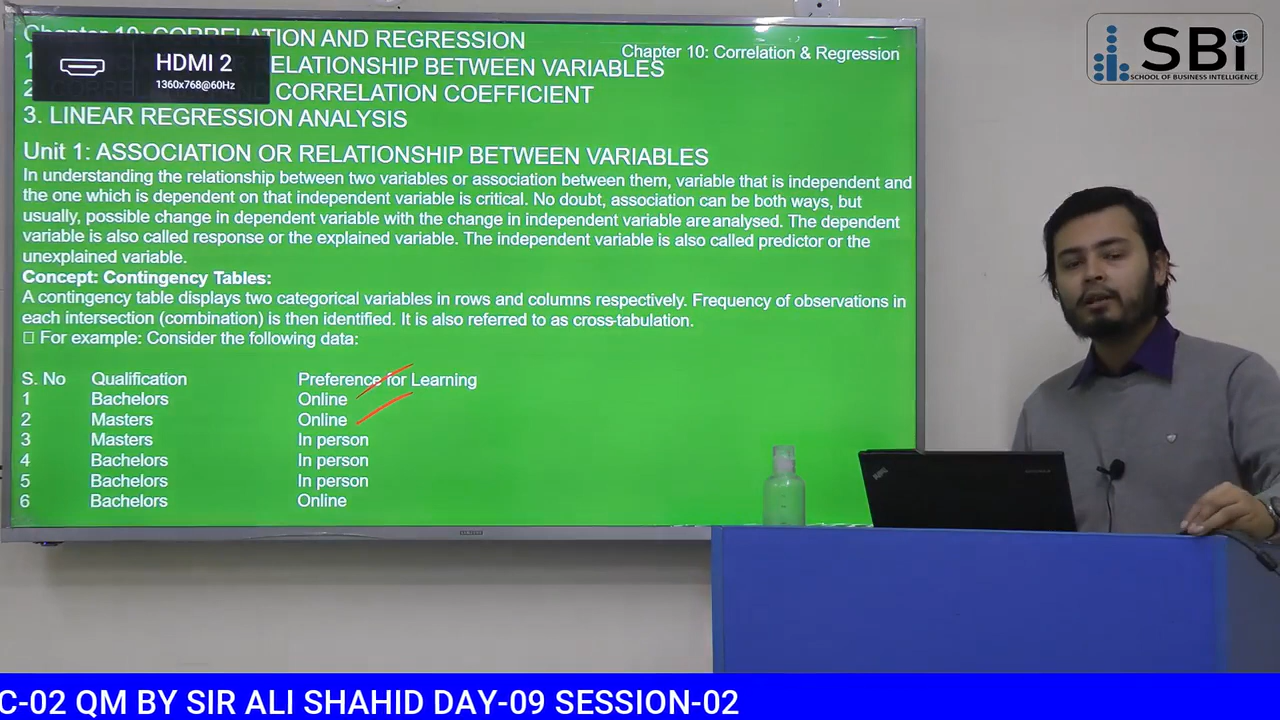 Chapter 10: CORRELATION AND REGRESSION
Chapter 10: Correlation & Regression
HDMI 2
1360x768@60Hz
RELATIONSHIP BETWEEN VARIABLES
CORRELATION COEFFICIENT
3. LINEAR REGRESSION ANALYSIS
Unit 1: ASSOCIATION OR RELATIONSHIP BETWEEN VARIABLES
In understanding the relationship between two variables or association between them, variable that is independent and
the one which is dependent on that independent variable is critical. No doubt, association can be both ways, but
usually, possible change in dependent variable with the change in independent variable are analysed. The dependent
variable is also called response or the explained variable. The independent variable is also called predictor or the
unexplained variable.
Concept: Contingency Tables:
A contingency table displays two categorical variables in rows and columns respectively. Frequency of observations in
each intersection (combination) is then identified. It is also referred to as cross-tabulation.
For example: Consider the following data:
S. No Qualification Preference for Learning
1 Bachelors Online
2 Masters Online
3 Masters In person
4 Bachelors In person
5 Bachelors In person
6 Bachelors Online
SBi
SCHOOL OF BUSINESS INTELLIGENCE
C-02 QM BY SIR ALI SHAHID DAY-09 SESSION-02